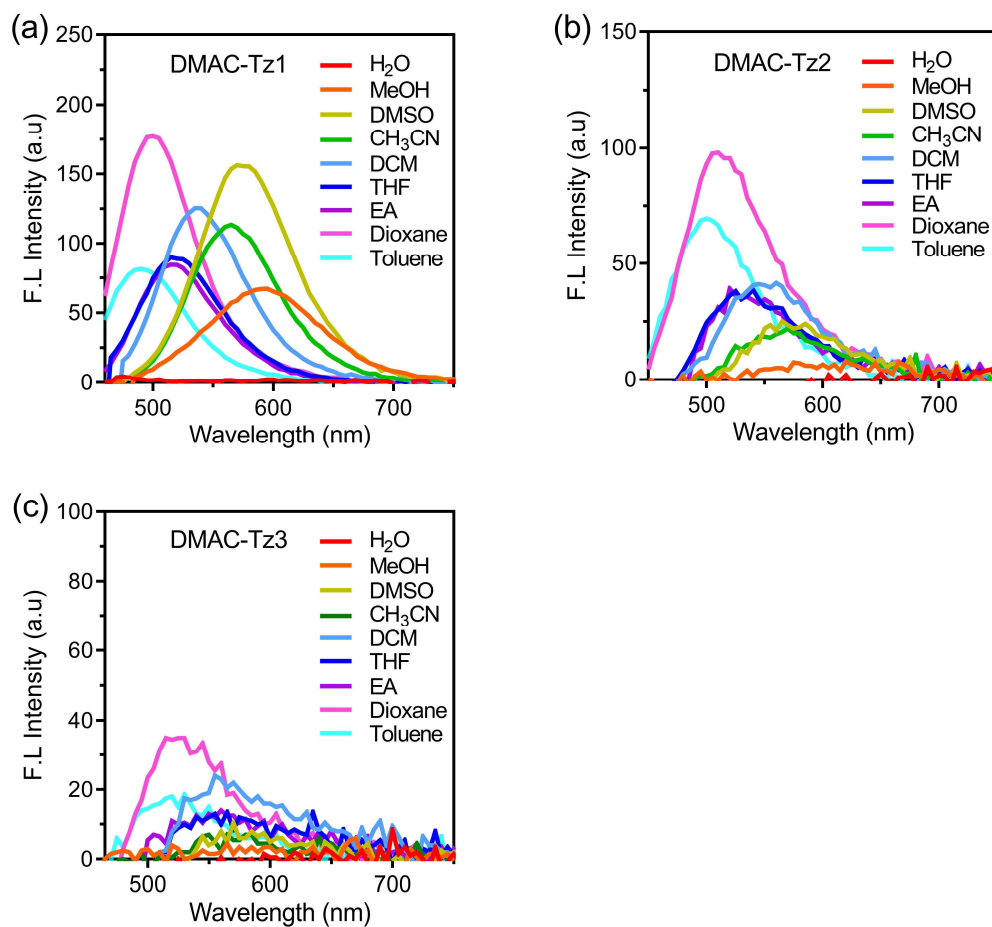 (a)
250
200
150
100
50
0
F.L Intensity (a.u)
DMAC-Tz1
H₂O
MeOH
DMSO
CH₃CN
DCM
THF
EA
Dioxane
Toluene
500 600 700
Wavelength (nm)
(b)
150
100
50
0
F.L Intensity (a.u)
DMAC-Tz2
H₂O
MeOH
DMSO
CH₃CN
DCM
THF
EA
Dioxane
Toluene
500 600 700
Wavelength (nm)
(c)
100
80
60
40
20
0
F.L Intensity (a.u)
DMAC-Tz3
H₂O
MeOH
DMSO
CH₃CN
DCM
THF
EA
Dioxane
Toluene
500 600 700
Wavelength (nm)